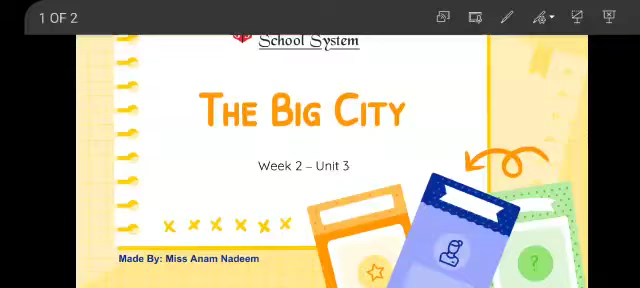 1 OF 2
School System
THE BIG CITY
Week 2 – Unit 3
Made By: Miss Anam Nadeem
?